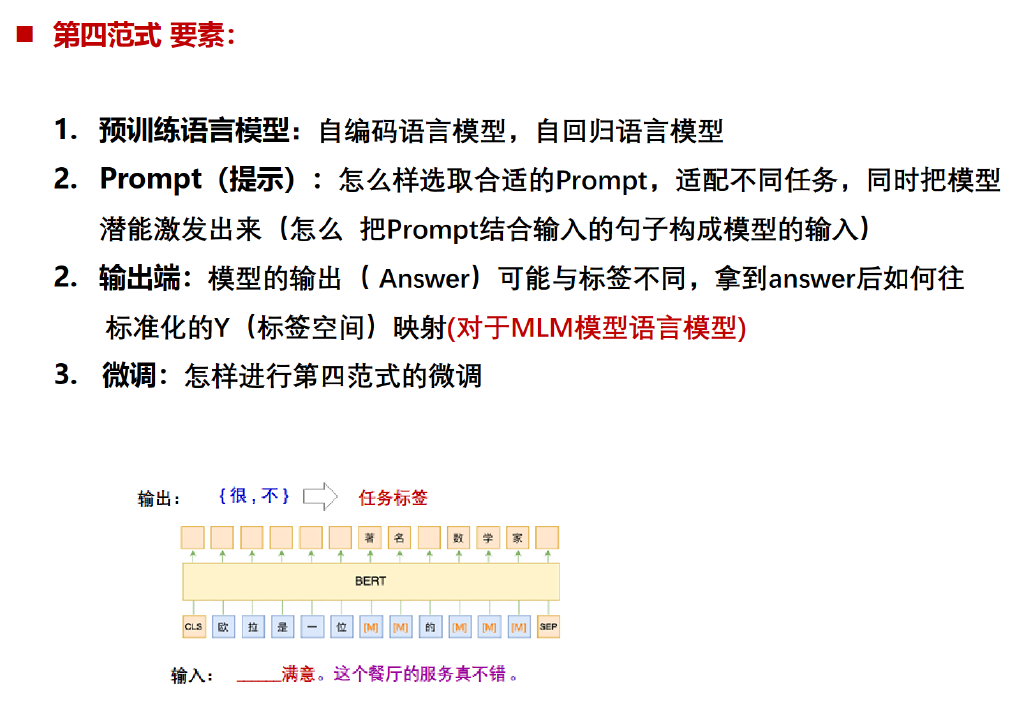 ■ 第四范式 要素：
1. 预训练语言模型：自编码语言模型，自回归语言模型
2. Prompt（提示）：怎么样选取合适的Prompt，适配不同任务，同时把模型
潜能激发出来（怎么 把Prompt结合输入的句子构成模型的输入）
2. 输出端：模型的输出（ Answer）可能与标签不同，拿到answer后如何往
标准化的Y（标签空间）映射(对于MLM模型语言模型)
3. 微调：怎样进行第四范式的微调
输出： {很,不} 任务标签
著 名 数 学 家
BERT
CLS 欧 拉 是 一 位 [M] [M] 的 [M] [M] [M] SEP
输入： ______满意。这个餐厅的服务真不错。